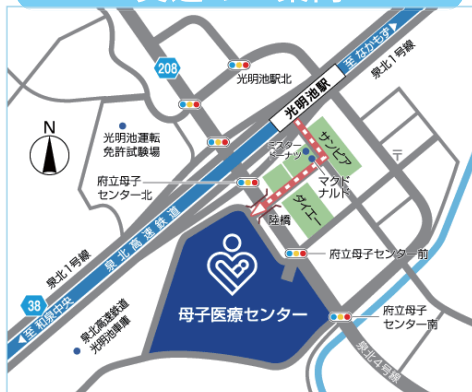 至 なかもず
泉北1号線
208
光明池駅北
光明池駅
N
光明池運転
免許試験場
サンピア
ミスター
ドーナツ
〒
マクド
ナルド
府立母子
センター北
ダイエー
陸橋
泉北高速鉄道
泉北1号線
府立母子センター前
38
至 和泉中央
母子医療センター
泉北高速鉄道
光明池車庫
府立母子
センター南
泉北4号線